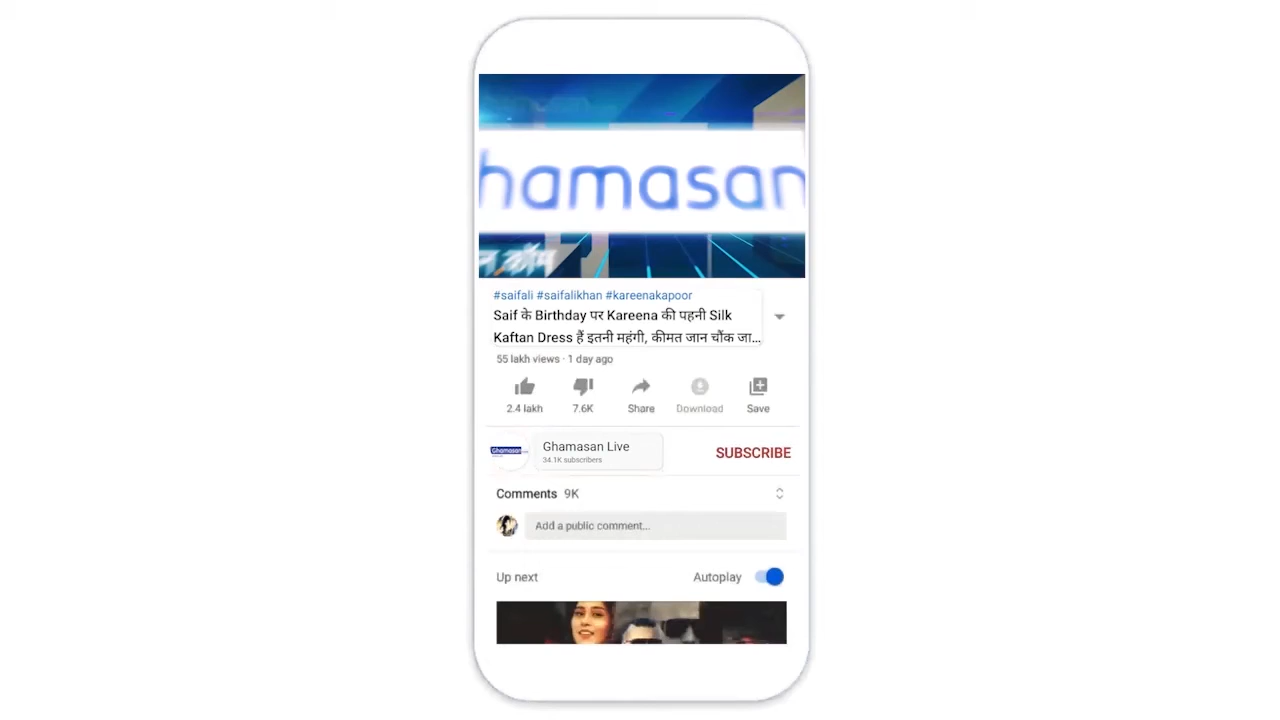 hamasan
#saifali #saifalikhan #kareenakapoor
Saif के Birthday पर Kareena की पहनी Silk
Kaftan Dress हैं इतनी महंगी, कीमत जान चौंक जा...
55 lakh views · 1 day ago
2.4 lakh 7.6K Share Download Save
Ghamasan
Ghamasan Live
34.1K subscribers
SUBSCRIBE
Comments 9K
Add a public comment...
Up next Autoplay